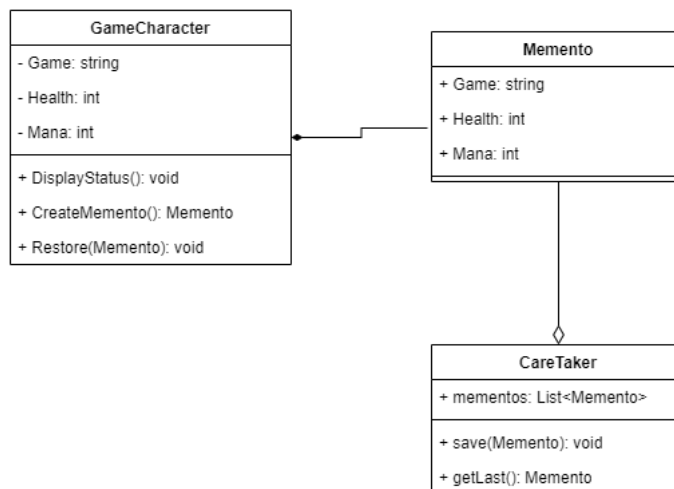 GameCharacter
- Game: string
- Health: int
- Mana: int
+ DisplayStatus(): void
+ CreateMemento(): Memento
+ Restore(Memento): void
Memento
+ Game: string
+ Health: int
+ Mana: int
CareTaker
+ mementos: List<Memento>
+ save(Memento): void
+ getLast(): Memento